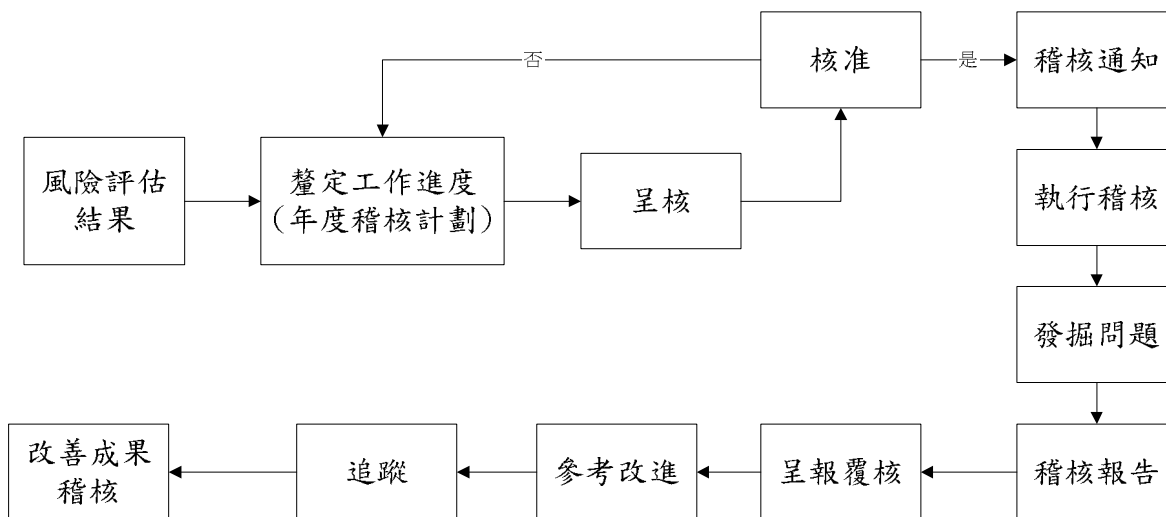 風險評估
結果
釐定工作進度
(年度稽核計劃)
呈核
核准
否
是
稽核通知
執行稽核
發掘問題
稽核報告
呈報覆核
參考改進
追蹤
改善成果
稽核